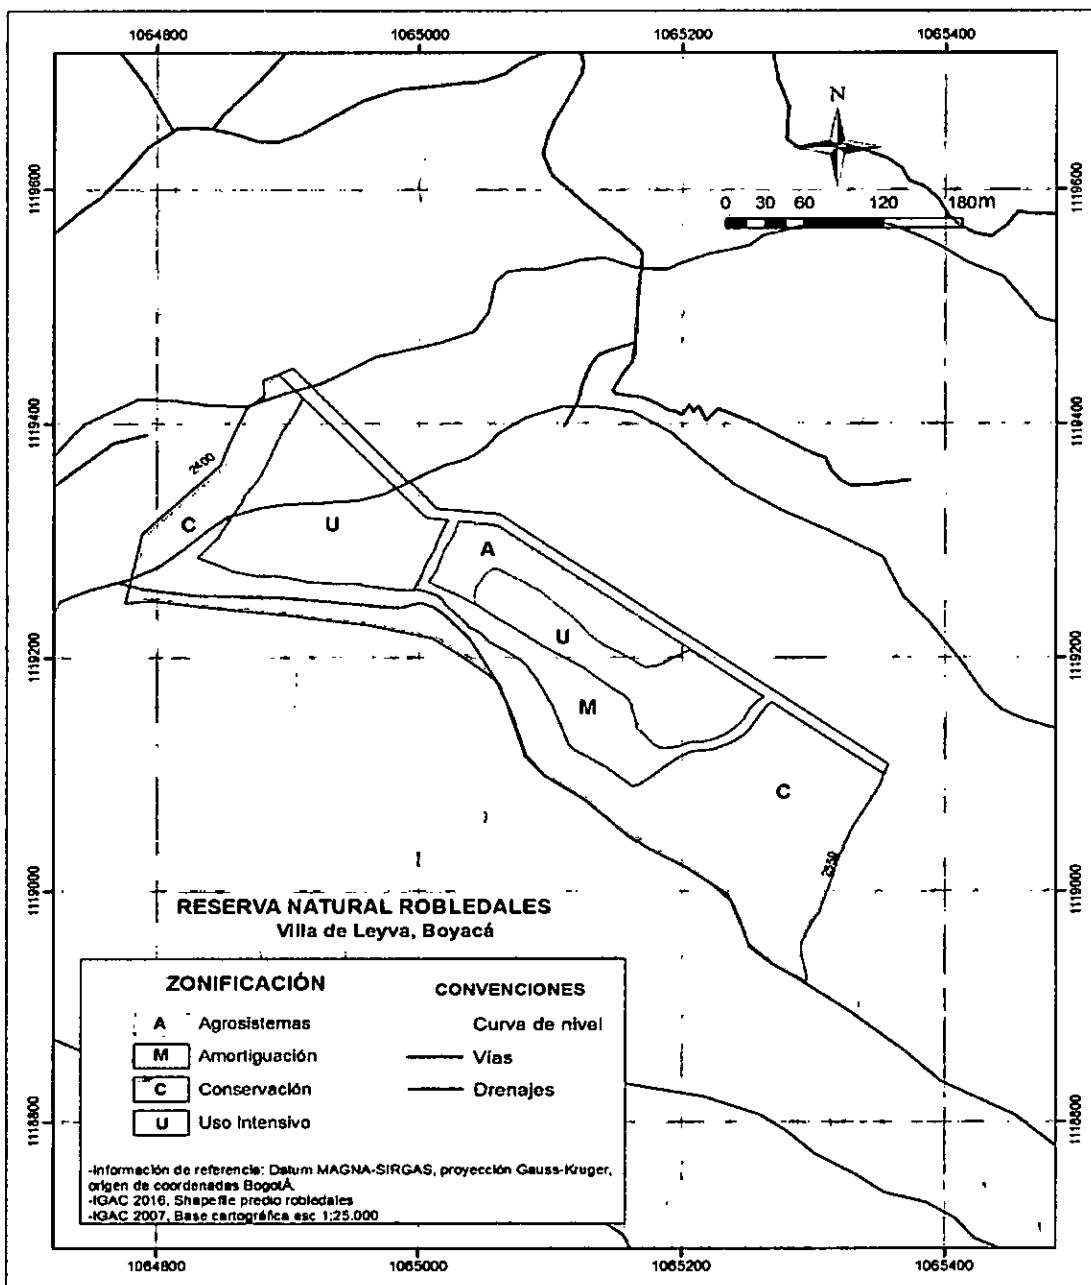 1064800 1065000 1065200 1065400
N
0 30 60 120 180m
1119600 1119600
1119400 1119400
2400
C U A
U
1119200 1119200
M
C
2550
1119000 1119000
RESERVA NATURAL ROBLEDALES
Villa de Leyva, Boyacá
ZONIFICACIÓN
A Agrosistemas
M Amortiguación
C Conservación
U Uso Intensivo
CONVENCIONES
Curva de nivel
Vías
Drenajes
1118800 1118800
-Información de referencia: Datum MAGNA-SIRGAS, proyección Gauss-Kruger,
origen de coordenadas BogotÁ.
-IGAC 2016, Shapefile predio robledales
-IGAC 2007, Base cartográfica esc 1:25.000
1064800 1065000 1065200 1065400